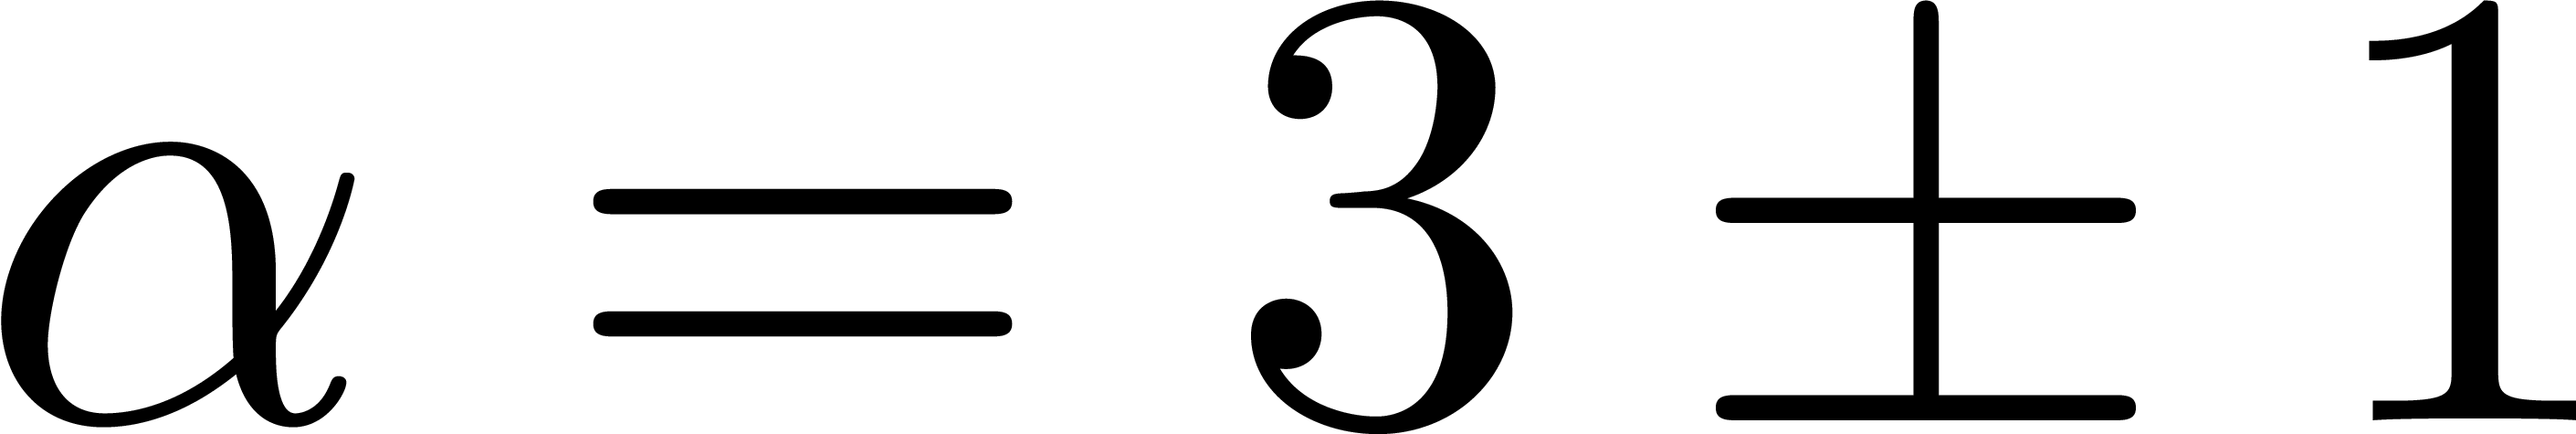 α = 3 ± 1